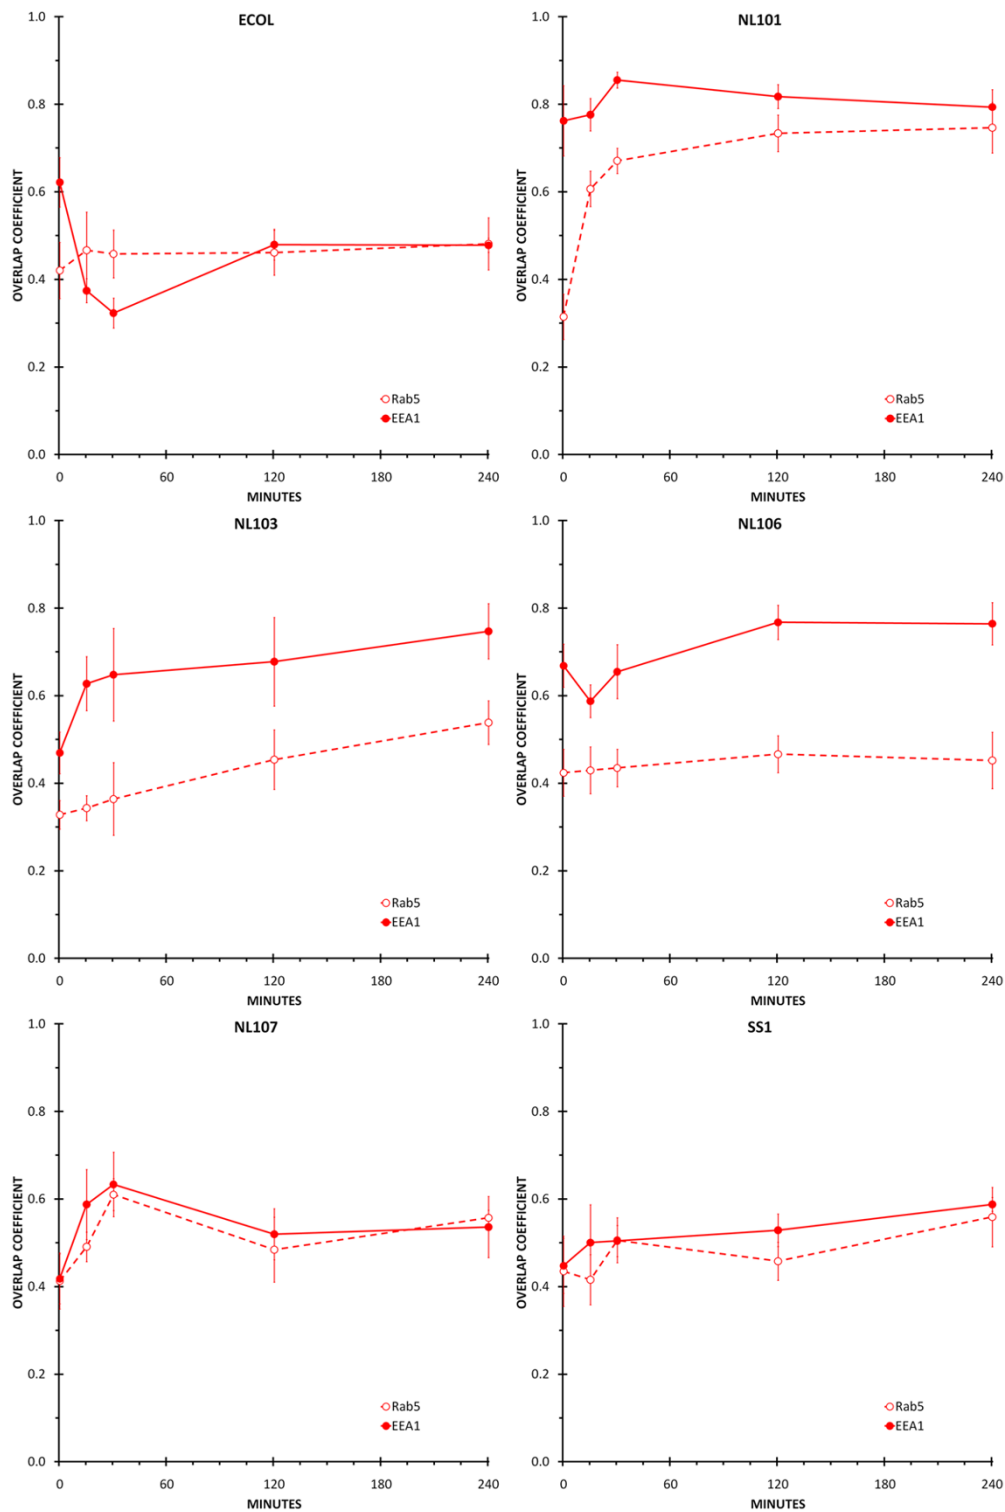 ECOL
1.0
0.8
0.6
0.4
0.2
0.0
OVERLAP COEFFICIENT
Rab5
EEA1
0 60 120 180 240
MINUTES
NL101
1.0
0.8
0.6
0.4
0.2
0.0
OVERLAP COEFFICIENT
Rab5
EEA1
0 60 120 180 240
MINUTES
NL103
1.0
0.8
0.6
0.4
0.2
0.0
OVERLAP COEFFICIENT
Rab5
EEA1
0 60 120 180 240
MINUTES
NL106
1.0
0.8
0.6
0.4
0.2
0.0
OVERLAP COEFFICIENT
Rab5
EEA1
0 60 120 180 240
MINUTES
NL107
1.0
0.8
0.6
0.4
0.2
0.0
OVERLAP COEFFICIENT
Rab5
EEA1
0 60 120 180 240
MINUTES
SS1
1.0
0.8
0.6
0.4
0.2
0.0
OVERLAP COEFFICIENT
Rab5
EEA1
0 60 120 180 240
MINUTES